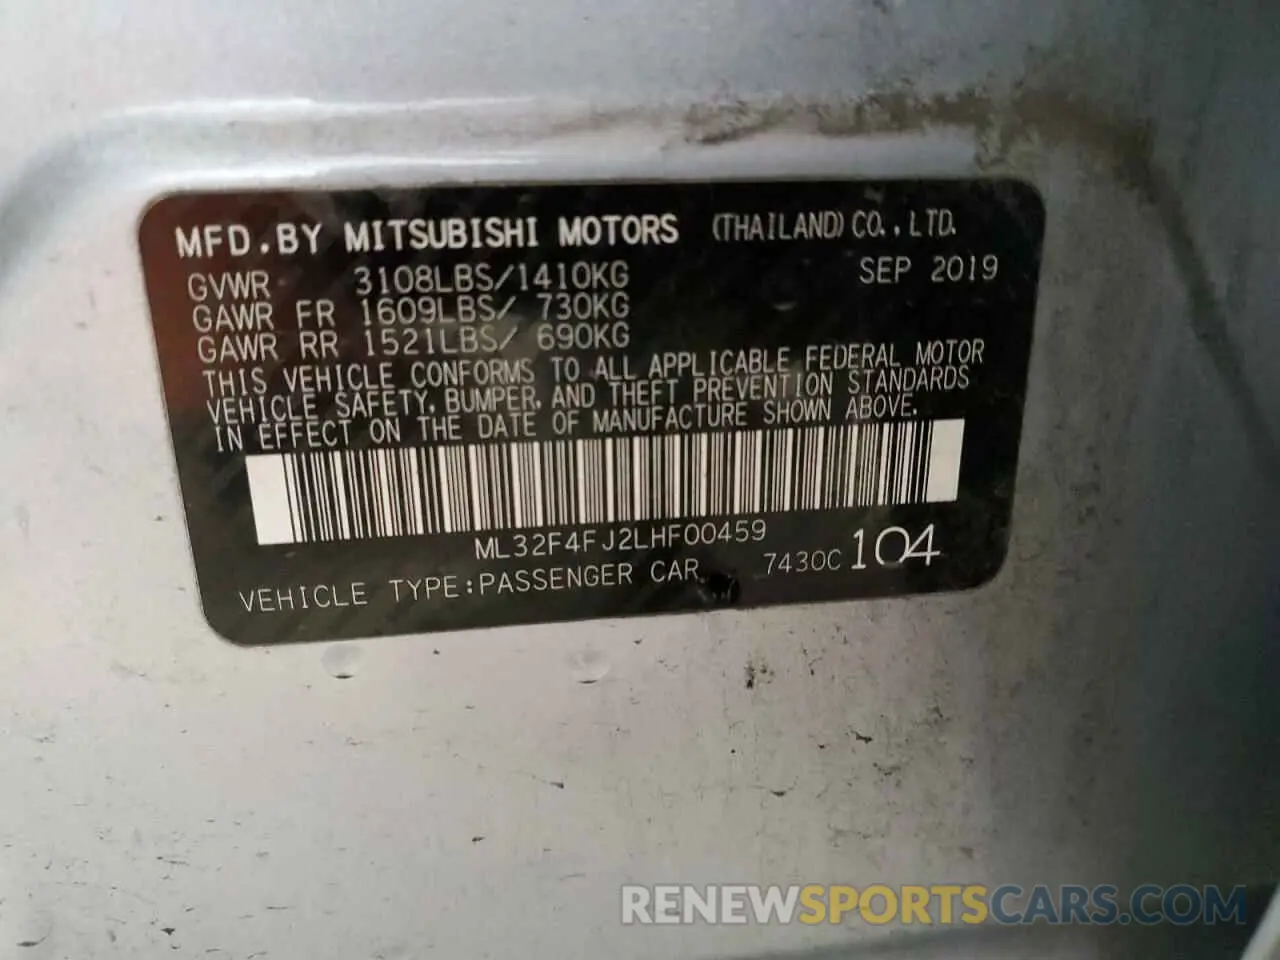 MFD.BY MITSUBISHI MOTORS (THAILAND) CO., LTD.
GVWR 3108LBS/1410KG SEP 2019
GAWR FR 1609LBS/ 730KG
GAWR RR 1521LBS/ 690KG
THIS VEHICLE CONFORMS TO ALL APPLICABLE FEDERAL MOTOR
VEHICLE SAFETY, BUMPER, AND THEFT PREVENTION STANDARDS
IN EFFECT ON THE DATE OF MANUFACTURE SHOWN ABOVE.
ML32F4FJ2LHF00459
VEHICLE TYPE:PASSENGER CAR 7430C 104
RENEWSPORTSCARS.COM